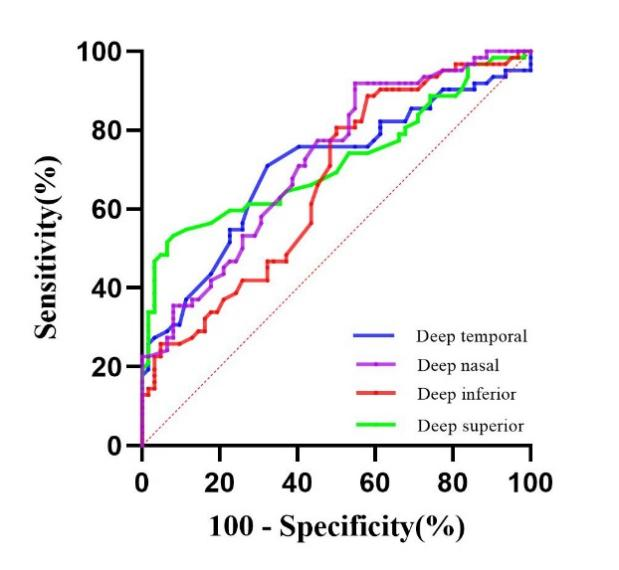 Sensitivity(%)
100
80
60
40
20
0
Deep temporal
Deep nasal
Deep inferior
Deep superior
0 20 40 60 80 100
100 - Specificity(%)